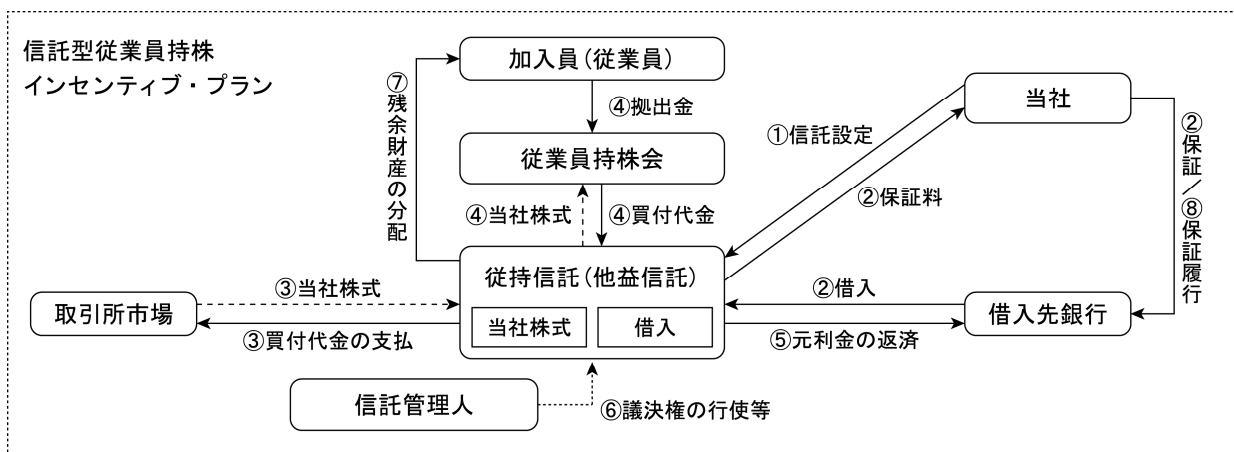 信託型従業員持株
インセンティブ・プラン
加入員(従業員)
⑦残余財産の分配
④拠出金
当社
①信託設定
②保証/⑧保証履行
従業員持株会
②保証料
④当社株式
④買付代金
従持信託(他益信託)
③当社株式
②借入
取引所市場
当社株式
借入
借入先銀行
③買付代金の支払
⑤元利金の返済
信託管理人
⑥議決権の行使等